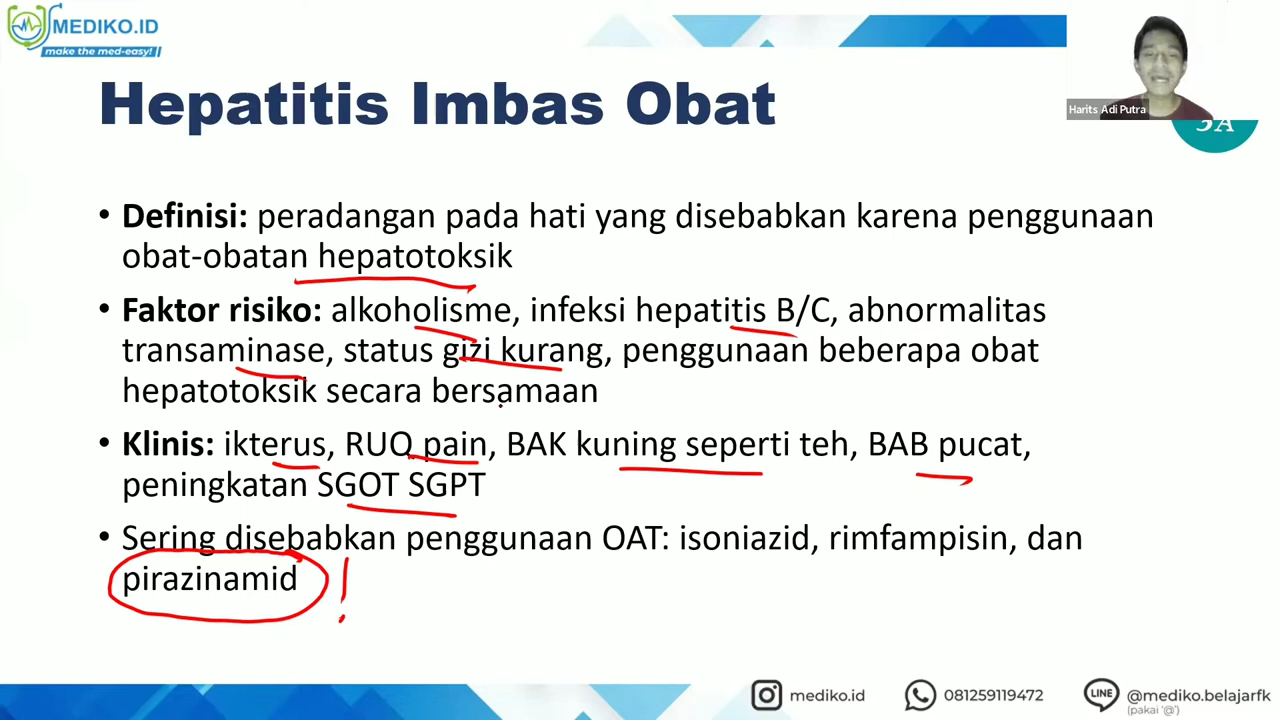 MEDIKO.ID
make the med-easy!
Harits Adi Putra
3A
Hepatitis Imbas Obat
• Definisi: peradangan pada hati yang disebabkan karena penggunaan
obat-obatan hepatotoksik
• Faktor risiko: alkoholisme, infeksi hepatitis B/C, abnormalitas
transaminase, status gizi kurang, penggunaan beberapa obat
hepatotoksik secara bersamaan
• Klinis: ikterus, RUQ pain, BAK kuning seperti teh, BAB pucat,
peningkatan SGOT SGPT
• Sering disebabkan penggunaan OAT: isoniazid, rimfampisin, dan
pirazinamid !
mediko.id
081259119472
LINE
@mediko.belajarfk
(pakai '@')